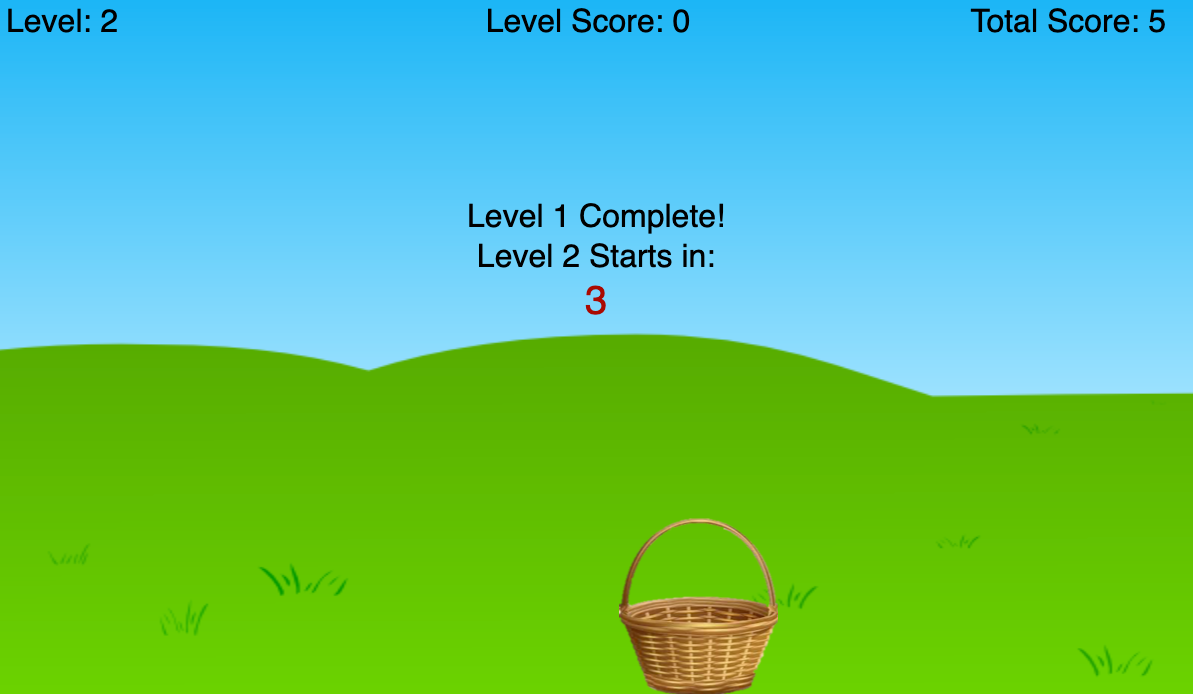 Level: 2
Level Score: 0
Total Score: 5
Level 1 Complete!
Level 2 Starts in:
3